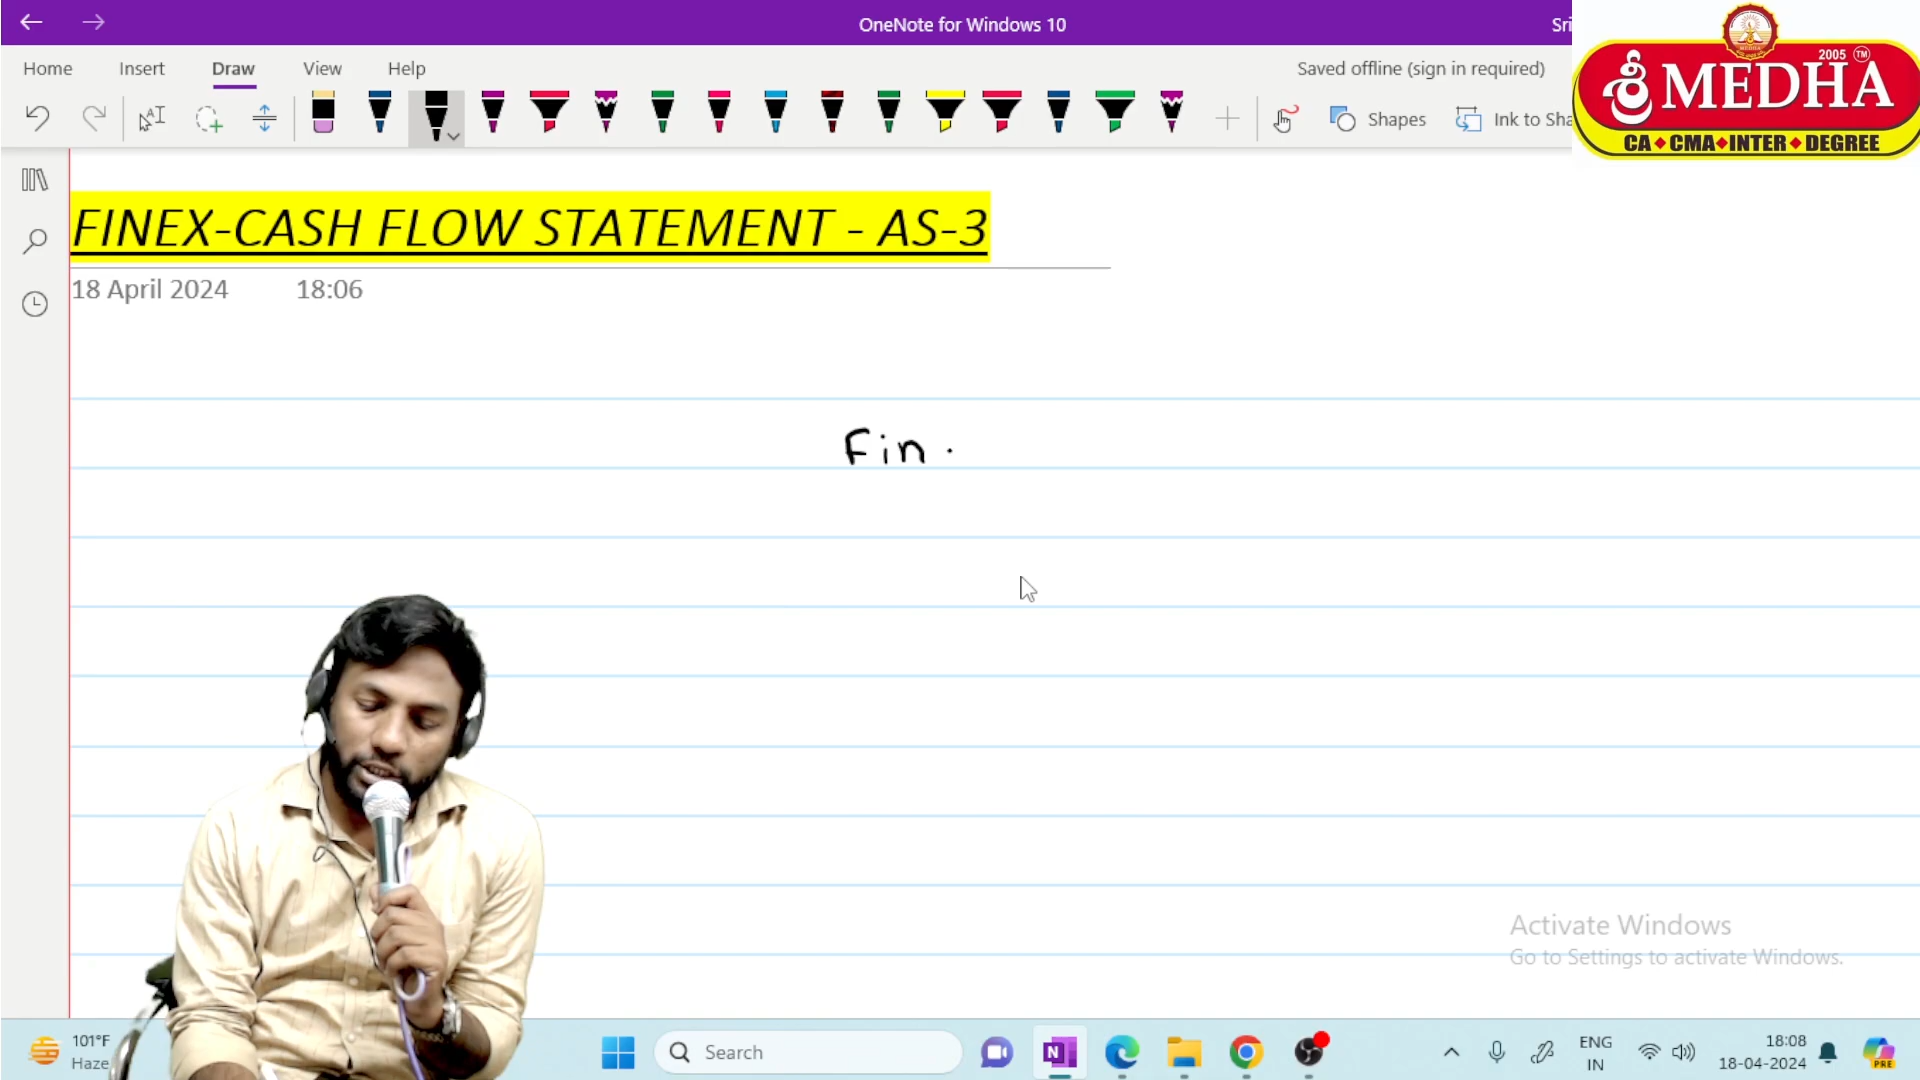 OneNote for Windows 10
Sri
Home Insert Draw View Help
Saved offline (sign in required)
Shapes
Ink to Sha
2005 TM
MEDHA
CA CMA INTER DEGREE
FINEX-CASH FLOW STATEMENT - AS-3
18 April 2024 18:06
Fin.
Activate Windows
Go to Settings to activate Windows.
101°F
Haze
Search
ENG
IN
18:08
18-04-2024
PRE